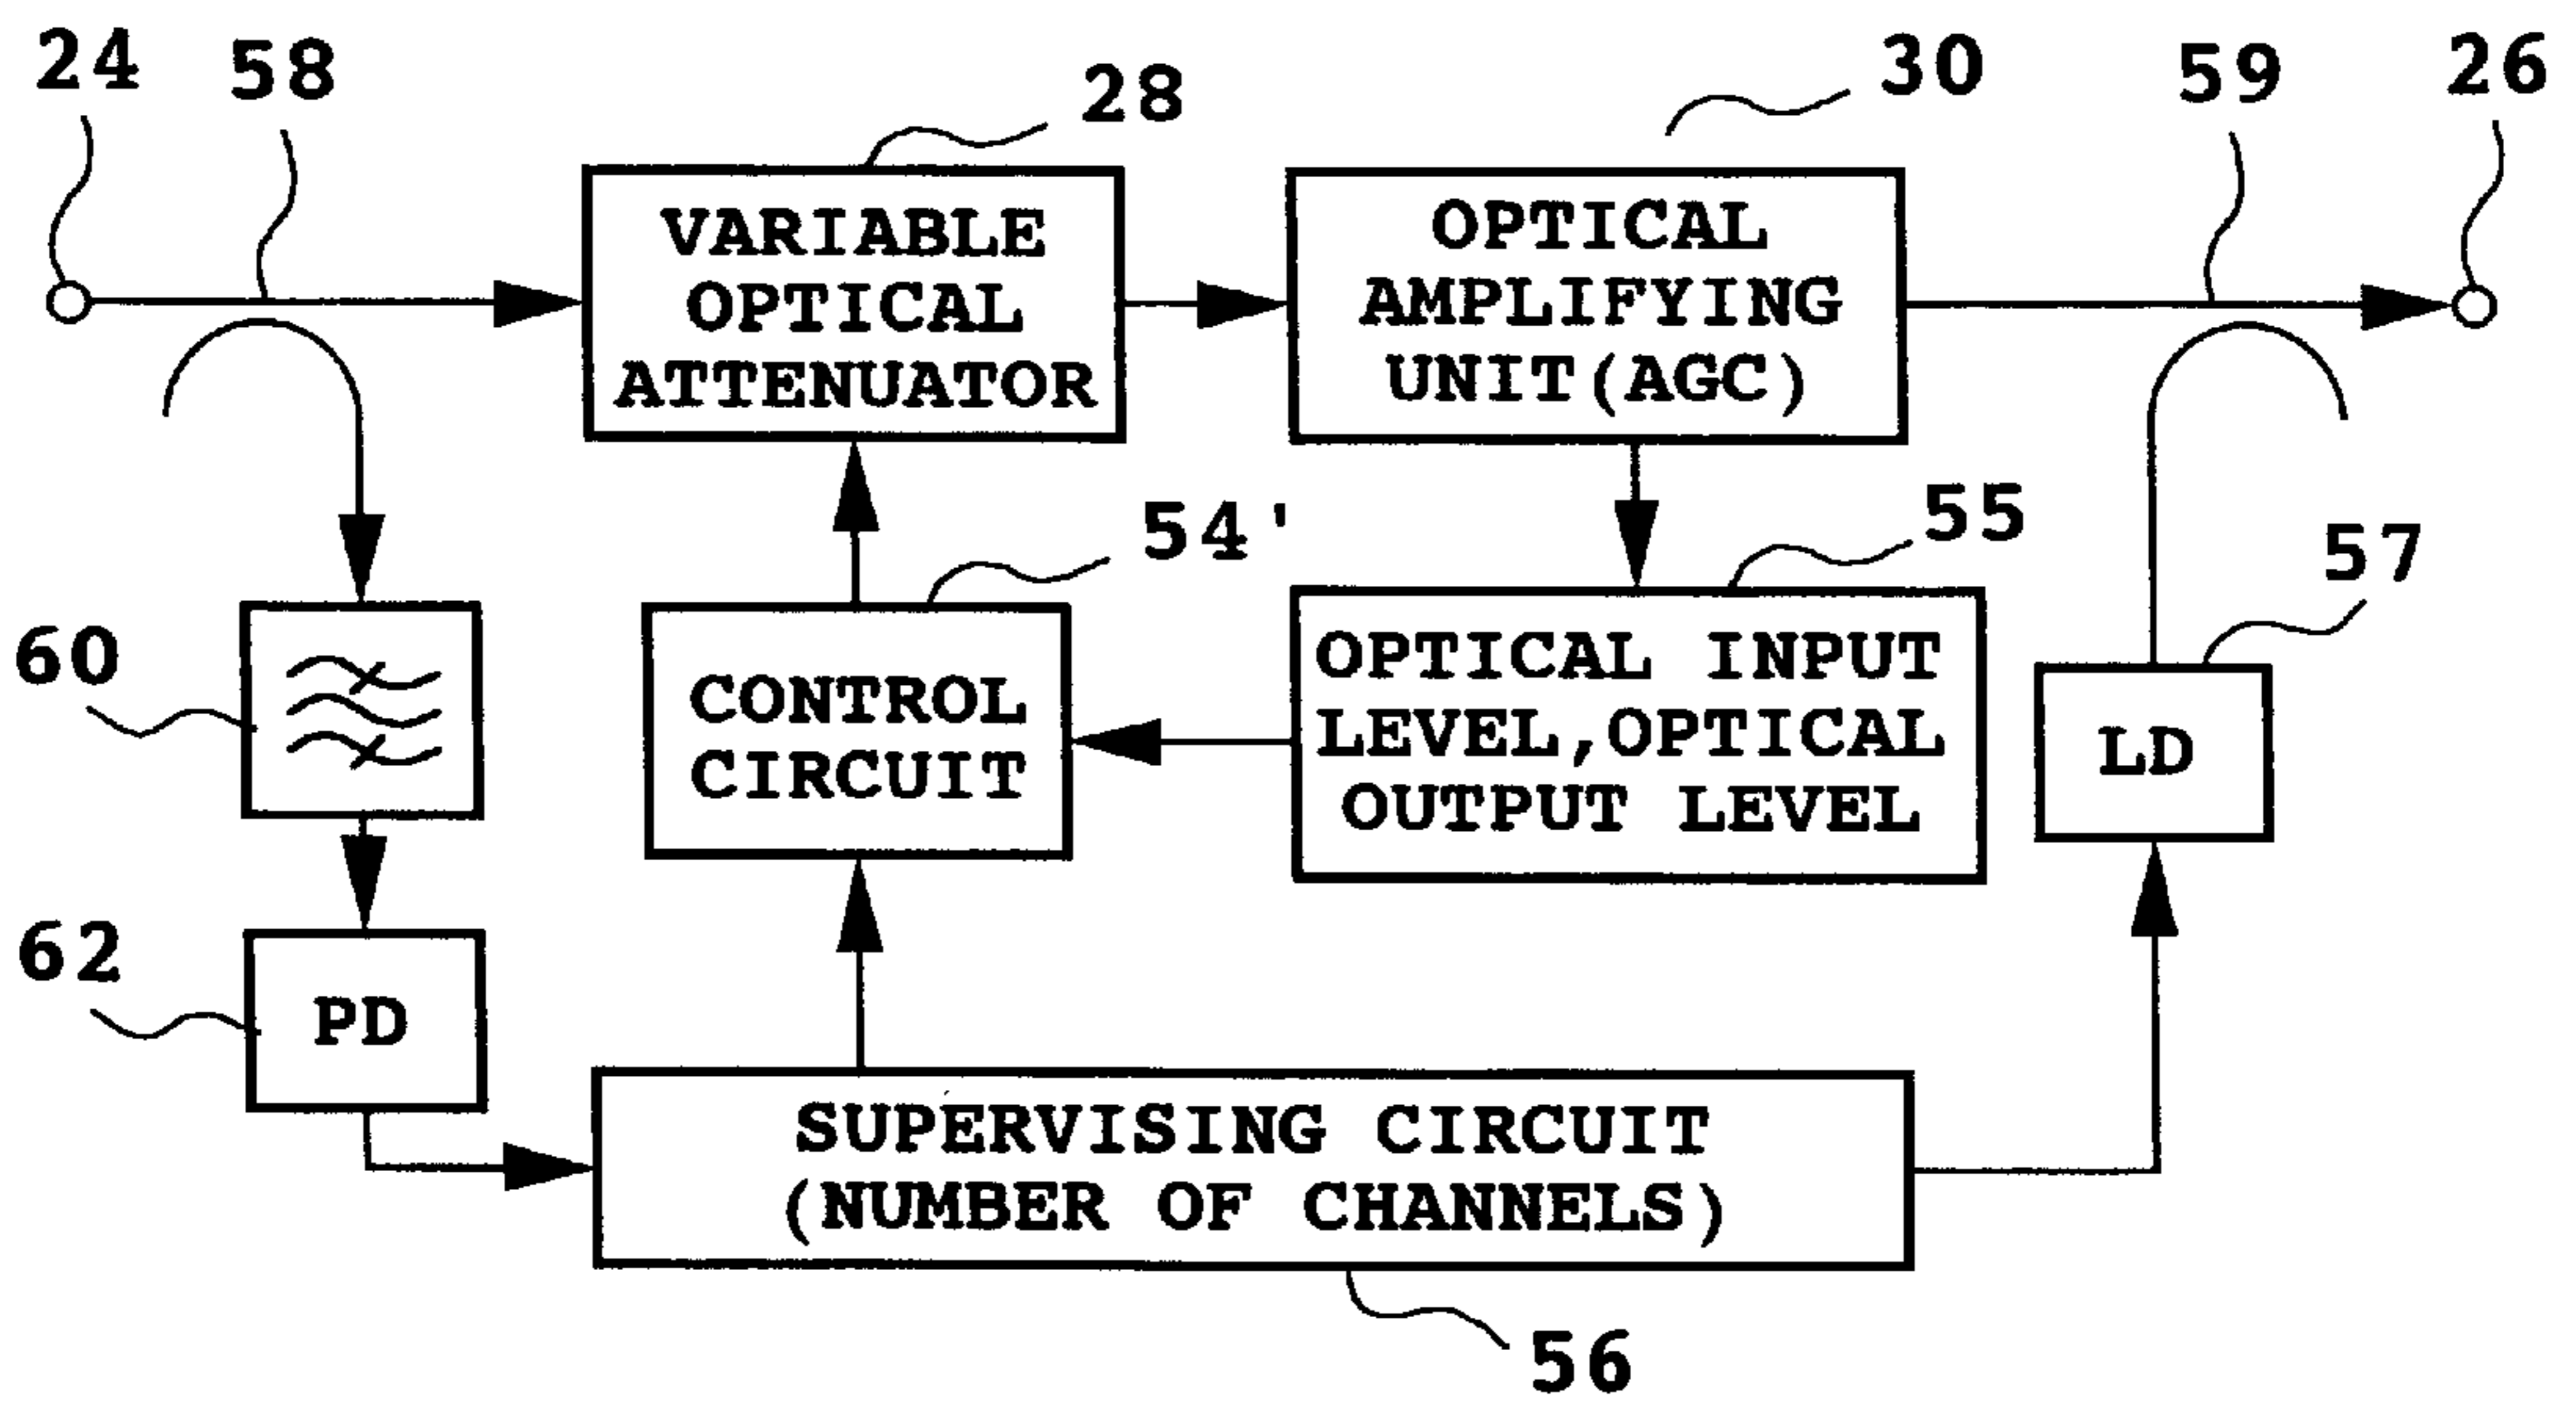 24
58
28
30
59
26
VARIABLE
OPTICAL
ATTENUATOR
OPTICAL
AMPLIFYING
UNIT(AGC)
54'
55
57
60
CONTROL
CIRCUIT
OPTICAL INPUT
LEVEL,OPTICAL
OUTPUT LEVEL
LD
62
PD
SUPERVISING CIRCUIT
(NUMBER OF CHANNELS)
56